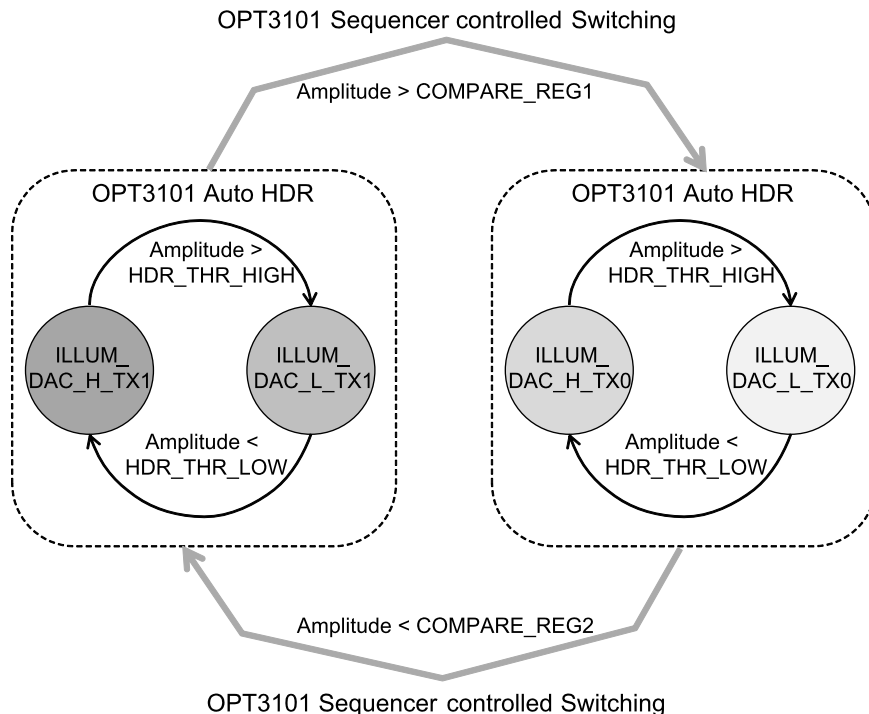 OPT3101 Sequencer controlled Switching
Amplitude > COMPARE_REG1
OPT3101 Auto HDR
Amplitude >
HDR_THR_HIGH
ILLUM_
DAC_H_TX1
ILLUM_
DAC_L_TX1
Amplitude <
HDR_THR_LOW
OPT3101 Auto HDR
Amplitude >
HDR_THR_HIGH
ILLUM_
DAC_H_TX0
ILLUM_
DAC_L_TX0
Amplitude <
HDR_THR_LOW
Amplitude < COMPARE_REG2
OPT3101 Sequencer controlled Switching